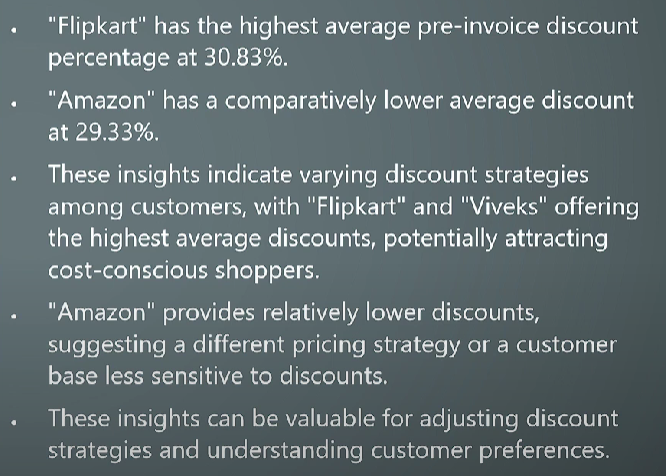 • "Flipkart" has the highest average pre-invoice discount
percentage at 30.83%.
• "Amazon" has a comparatively lower average discount
at 29.33%.
• These insights indicate varying discount strategies
among customers, with "Flipkart" and "Viveks" offering
the highest average discounts, potentially attracting
cost-conscious shoppers.
• "Amazon" provides relatively lower discounts,
suggesting a different pricing strategy or a customer
base less sensitive to discounts.
• These insights can be valuable for adjusting discount
strategies and understanding customer preferences.